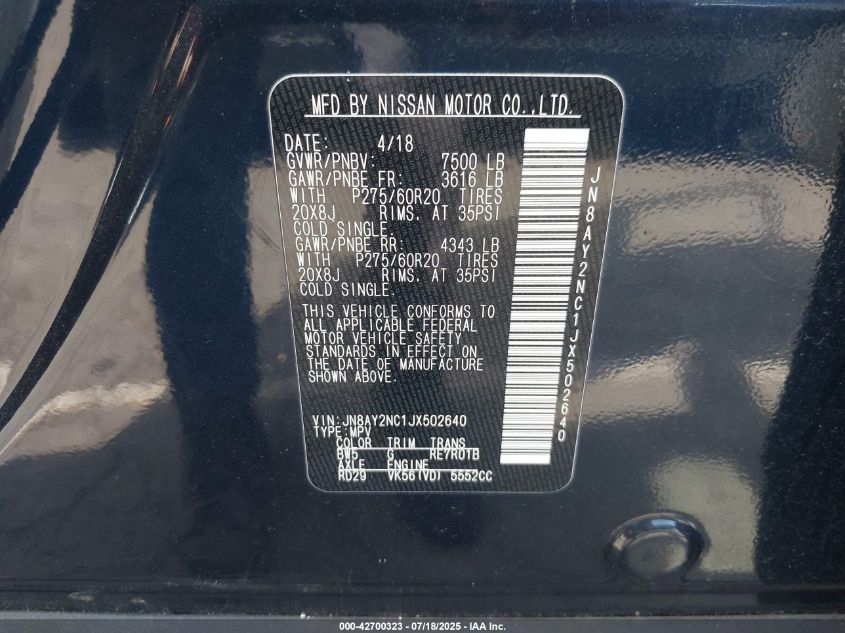 MFD BY NISSAN MOTOR CO.,LTD.
DATE: 4/18
GVWR/PNBV: 7500 LB
GAWR/PNBE FR: 3616 LB
WITH P275/60R20 TIRES
20X8J RIMS. AT 35PSI
COLD SINGLE.
GAWR/PNBE RR: 4343 LB
WITH P275/60R20 TIRES
20X8J RIMS. AT 35PSI
COLD SINGLE.
THIS VEHICLE CONFORMS TO
ALL APPLICABLE FEDERAL
MOTOR VEHICLE SAFETY
STANDARDS IN EFFECT ON
THE DATE OF MANUFACTURE
SHOWN ABOVE.
VIN:JN8AY2NC1JX502640
TYPE:MPV
COLOR TRIM TRANS
BW5 G RE7R01B
AXLE ENGINE
RD29 VK56(VD) 5552CC
JN8AY2NC1JX502640
000-42700323 - 07/18/2025 - IAA Inc.